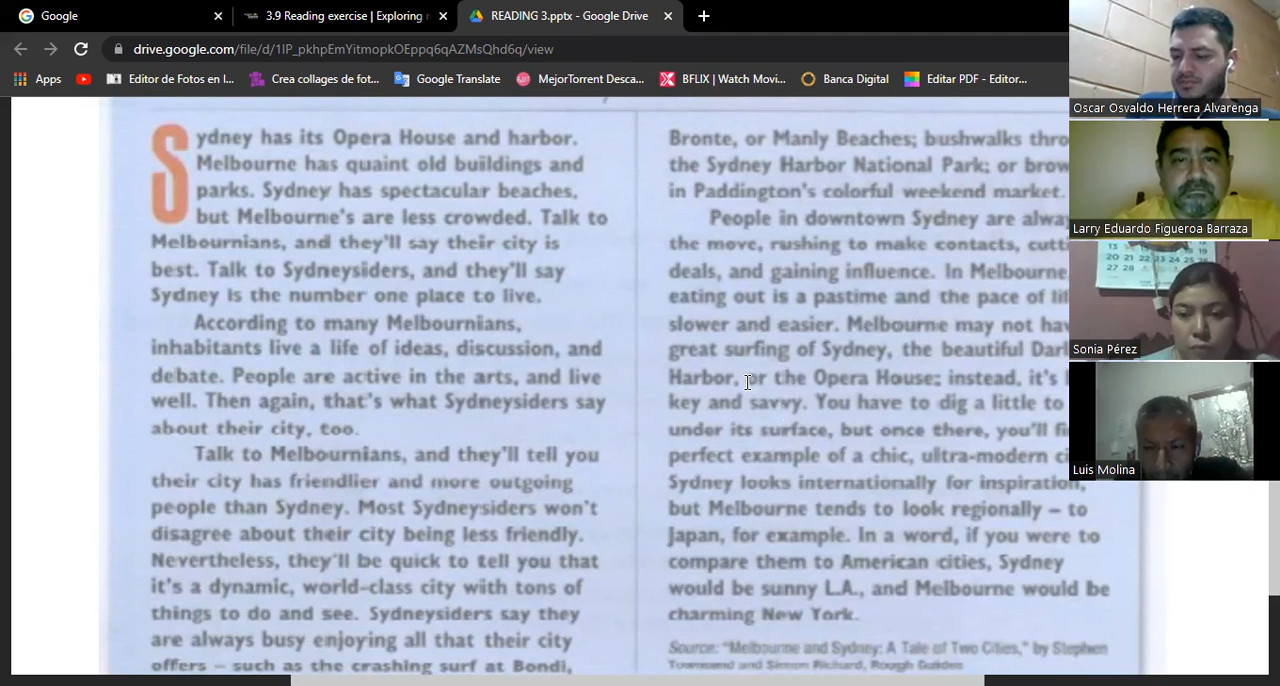 Google
3.9 Reading exercise | Exploring
READING 3.pptx - Google Drive
drive.google.com/file/d/1IP_pkhpEmYitmopkOEppq6qAZMsQhd6q/view
Apps
Editor de Fotos en l...
Crea collages de fot...
Google Translate
MejorTorrent Desca...
BFLIX | Watch Movi...
Banca Digital
Editar PDF - Editor...
Sydney has its Opera House and harbor.
Melbourne has quaint old buildings and
parks. Sydney has spectacular beaches,
but Melbourne's are less crowded. Talk to
Melbournians, and they'll say their city is
best. Talk to Sydneysiders, and they'll say
Sydney is the number one place to live.
According to many Melbournians,
inhabitants live a life of ideas, discussion, and
debate. People are active in the arts, and live
well. Then again, that's what Sydneysiders say
about their city, too.
Talk to Melbournians, and they'll tell you
their city has friendlier and more outgoing
people than Sydney. Most Sydneysiders won't
disagree about their city being less friendly.
Nevertheless, they'll be quick to tell you that
it's a dynamic, world-class city with tons of
things to do and see. Sydneysiders say they
are always busy enjoying all that their city
offers – such as the crashing surf at Bondi,
Bronte, or Manly Beaches; bushwalks thro
the Sydney Harbor National Park; or brow
in Paddington's colorful weekend market.
People in downtown Sydney are alwa
the move, rushing to make contacts, cutt
deals, and gaining influence. In Melbourne
eating out is a pastime and the pace of li
slower and easier. Melbourne may not hav
great surfing of Sydney, the beautiful Darl
Harbor, or the Opera House; instead, it's
key and savvy. You have to dig a little to
under its surface, but once there, you'll fi
perfect example of a chic, ultra-modern ci
Sydney looks internationally for inspiration,
but Melbourne tends to look regionally – to
Japan, for example. In a word, if you were to
compare them to American cities, Sydney
would be sunny L.A., and Melbourne would be
charming New York.
Source: "Melbourne and Sydney: A Tale of Two Cities," by Stephen
Townsend and Simon Richard, Rough Guides
Oscar Osvaldo Herrera Alvarenga
Larry Eduardo Figueroa Barraza
Sonia Pérez
Luis Molina